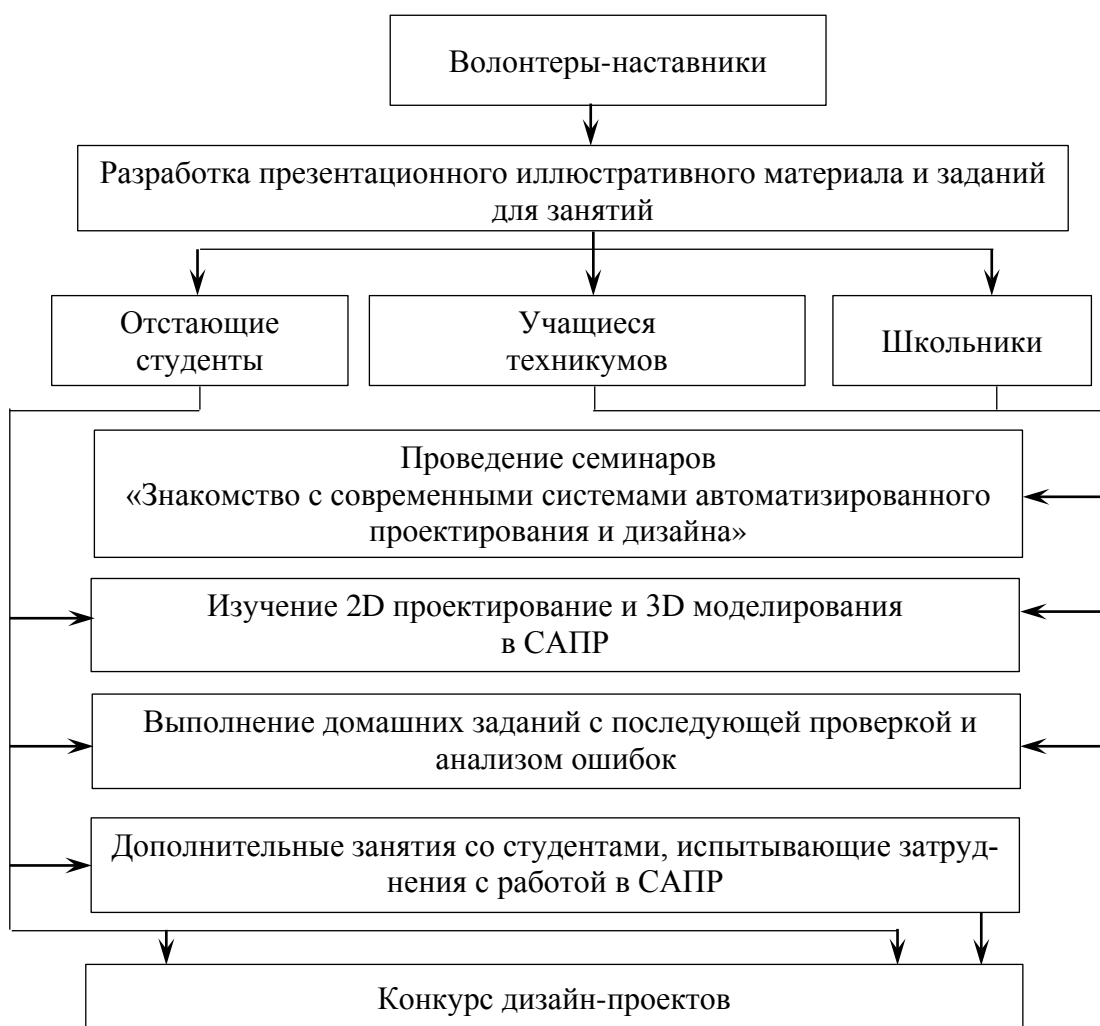 Волонтеры-наставники
Разработка презентационного иллюстративного материала и заданий
для занятий
Отстающие
студенты
Учащиеся
техникумов
Школьники
Проведение семинаров
«Знакомство с современными системами автоматизированного
проектирования и дизайна»
Изучение 2D проектирование и 3D моделирования
в САПР
Выполнение домашних заданий с последующей проверкой и
анализом ошибок
Дополнительные занятия со студентами, испытывающие затруд-
нения с работой в САПР
Конкурс дизайн-проектов